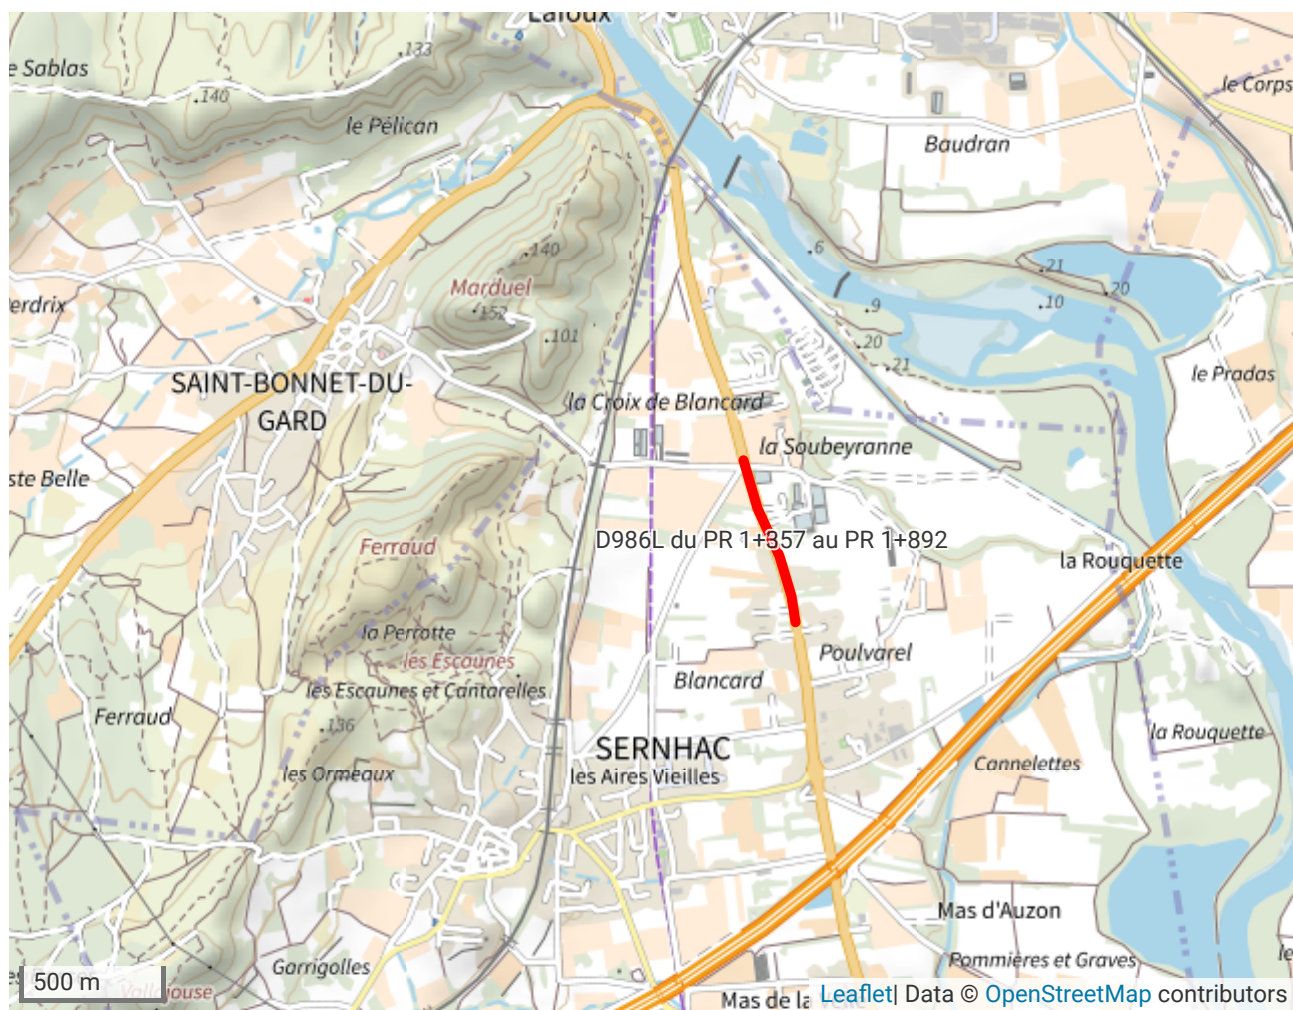 Lafoux
133
e Sablas
140
le Corps
le Pélican
Baudran
6
140
21
20
Marduel
10
152
9
erdrix
101
20
21
le Pradas
SAINT-BONNET-DU-
GARD
la Croix de Blancard
la Soubeyranne
ste Belle
D986L du PR 1+357 au PR 1+892
Ferraud
la Rouquette
la Perrotte
les Escaunes
Poulvarel
les Escaunes et Cantarelles
Blancard
Ferraud
136
la Rouquette
SERNHAC
les Ormeaux
les Aires Vieilles
Cannelettes
Mas d'Auzon
Garrigolles
Pommières et Graves
le
500 m
Mas de la
Leaflet| Data © OpenStreetMap contributors